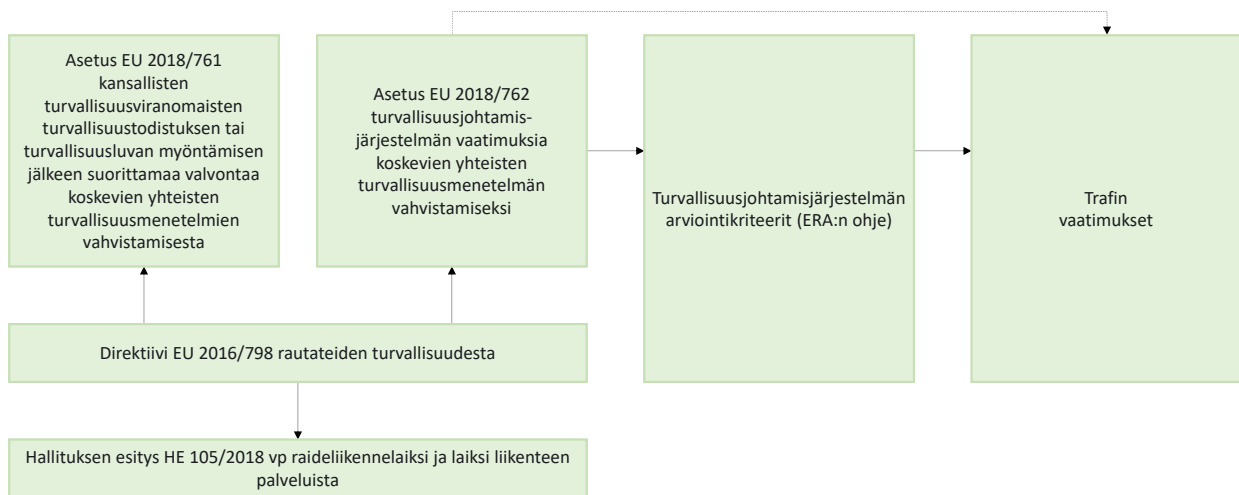 Asetus EU 2018/761
kansallisten
turvallisuusviranomaisten
turvallisuustodistuksen tai
turvallisuusluvan myöntämisen
jälkeen suorittamaa valvontaa
koskevien yhteisten
turvallisuusmenetelmien
vahvistamisesta
Asetus EU 2018/762
turvallisuusjohtamis-
järjestelmän vaatimuksia
koskevien yhteisten
turvallisuusmenetelmän
vahvistamiseksi
Turvallisuusjohtamisjärjestelmän
arviointikriteerit (ERA:n ohje)
Trafin
vaatimukset
Direktiivi EU 2016/798 rautateiden turvallisuudesta
Hallituksen esitys HE 105/2018 vp raideliikennelaiksi ja laiksi liikenteen
palveluista